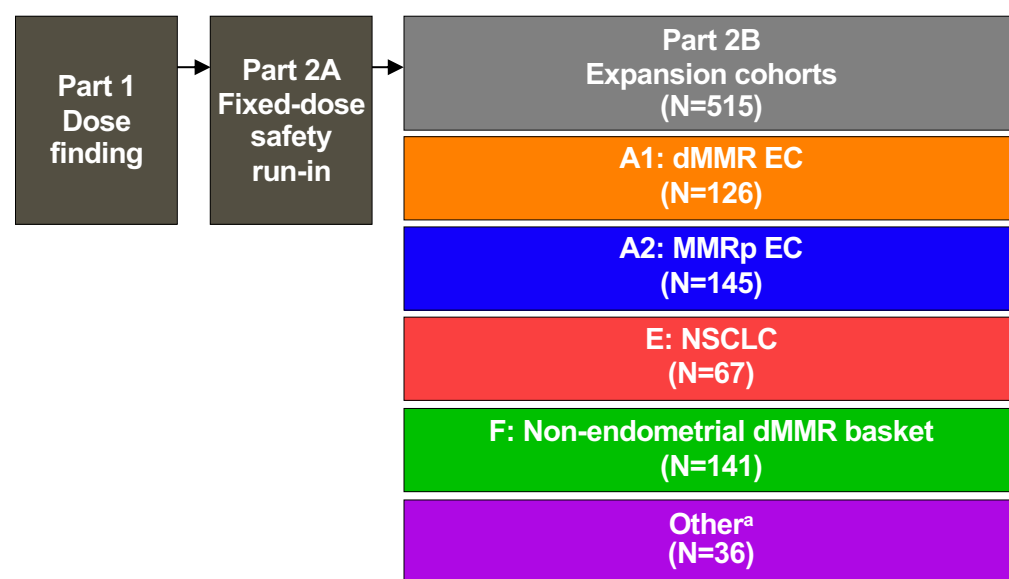 Part 1
Dose
finding
Part 2A
Fixed-dose
safety
run-in
Part 2B
Expansion cohorts
(N=515)
A1: dMMR EC
(N=126)
A2: MMRp EC
(N=145)
E: NSCLC
(N=67)
F: Non-endometrial dMMR basket
(N=141)
Otherᵃ
(N=36)